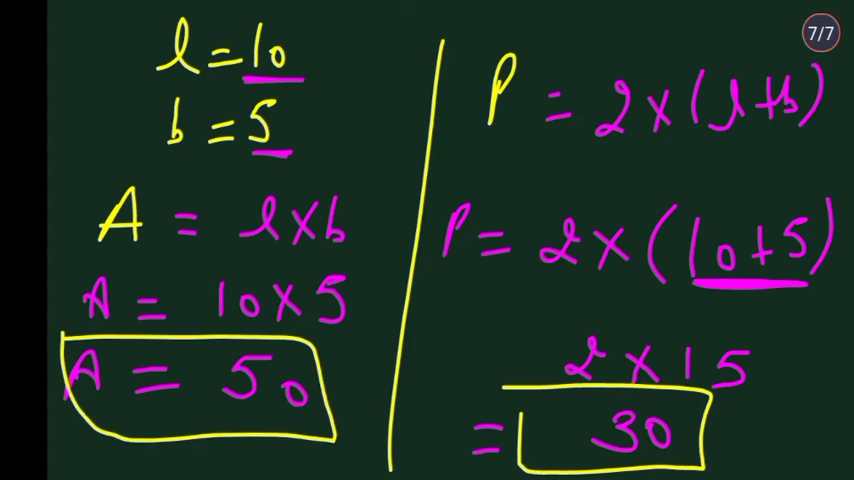 l = 10
b = 5
A = l × b
A = 10 × 5
A = 50
7/7
P = 2 × (l + b)
P = 2 × (10 + 5)
2 × 15
= 30